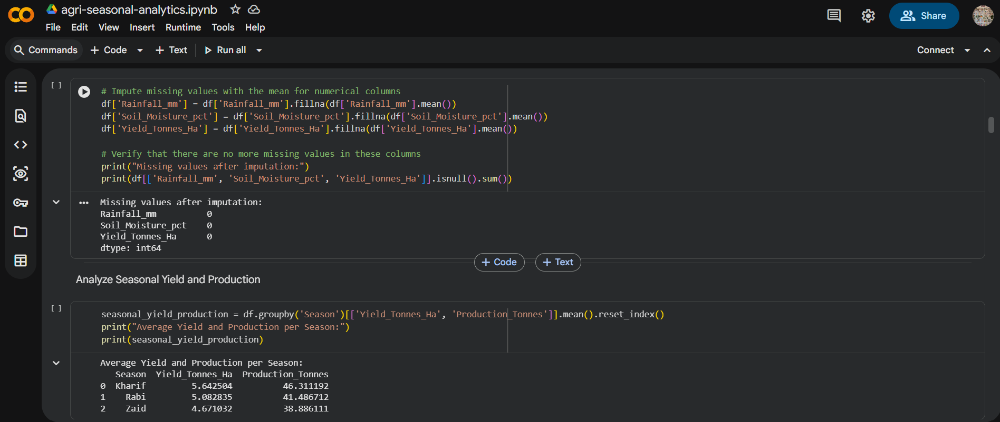 agri-seasonal-analytics.ipynb
File Edit View Insert Runtime Tools Help
Share
Commands + Code + Text Run all
Connect
[ ]
# Impute missing values with the mean for numerical columns
df['Rainfall_mm'] = df['Rainfall_mm'].fillna(df['Rainfall_mm'].mean())
df['Soil_Moisture_pct'] = df['Soil_Moisture_pct'].fillna(df['Soil_Moisture_pct'].mean())
df['Yield_Tonnes_Ha'] = df['Yield_Tonnes_Ha'].fillna(df['Yield_Tonnes_Ha'].mean())
# Verify that there are no more missing values in these columns
print("Missing values after imputation:")
print(df[['Rainfall_mm', 'Soil_Moisture_pct', 'Yield_Tonnes_Ha']].isnull().sum())
Missing values after imputation:
Rainfall_mm 0
Soil_Moisture_pct 0
Yield_Tonnes_Ha 0
dtype: int64
+ Code + Text
Analyze Seasonal Yield and Production
[ ]
seasonal_yield_production = df.groupby('Season')[['Yield_Tonnes_Ha', 'Production_Tonnes']].mean().reset_index()
print("Average Yield and Production per Season:")
print(seasonal_yield_production)
Average Yield and Production per Season:
Season Yield_Tonnes_Ha Production_Tonnes
0 Kharif 5.642504 46.311192
1 Rabi 5.082835 41.486712
2 Zaid 4.671032 38.886111